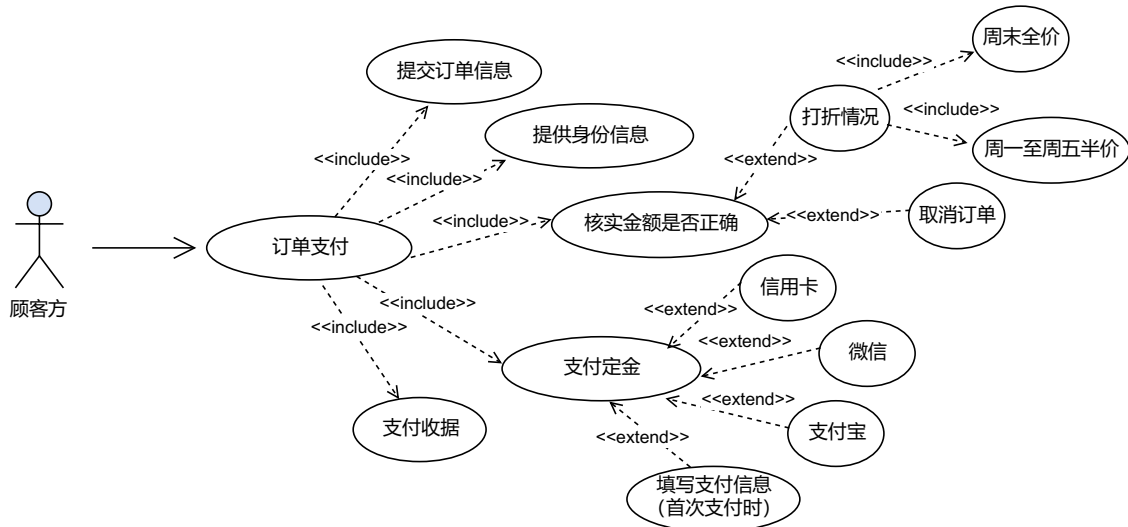 周末全价
<<include>>
提交订单信息
打折情况
<<include>>
提供身份信息
周一至周五半价
<<include>>
<<extend>>
<<include>>
<<include>>
核实金额是否正确
<<extend>>
取消订单
订单支付
顾客方
<<include>>
信用卡
<<extend>>
<<include>>
<<extend>>
微信
支付定金
<<extend>>
支付收据
支付宝
<<extend>>
填写支付信息
(首次支付时)